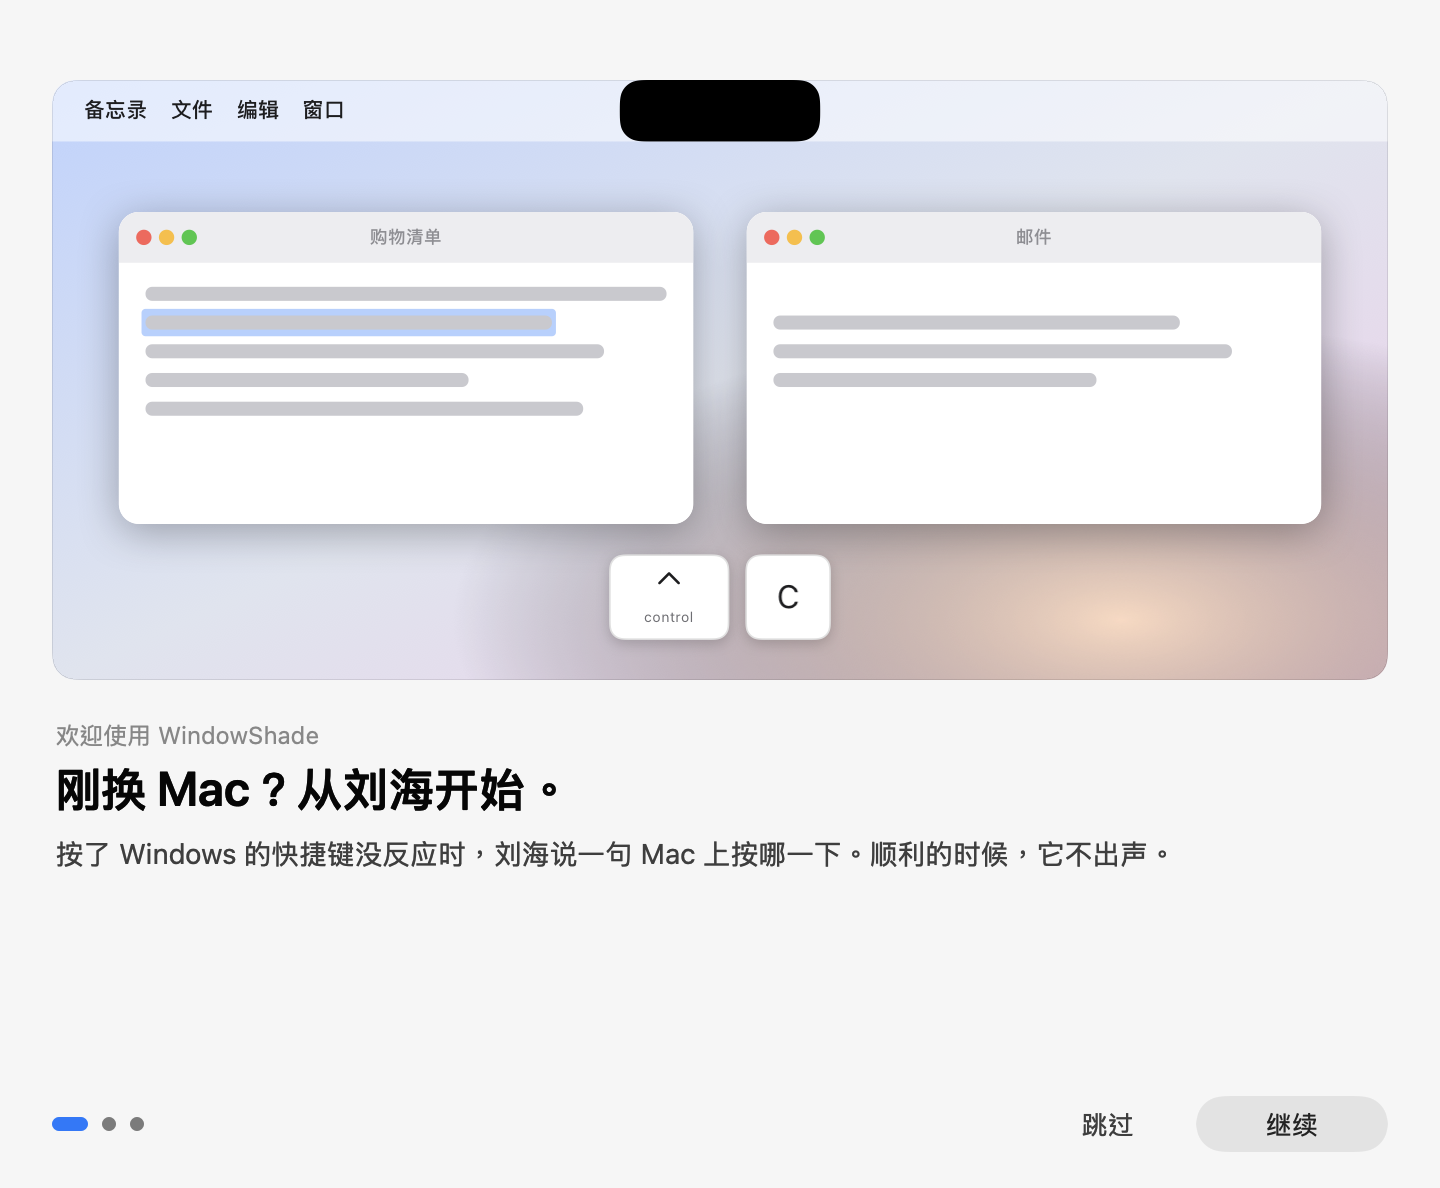 备忘录 文件 编辑 窗口
购物清单
邮件
control
C
欢迎使用 WindowShade
刚换 Mac？从刘海开始。
按了 Windows 的快捷键没反应时，刘海说一句 Mac 上按哪一下。顺利的时候，它不出声。
跳过
继续